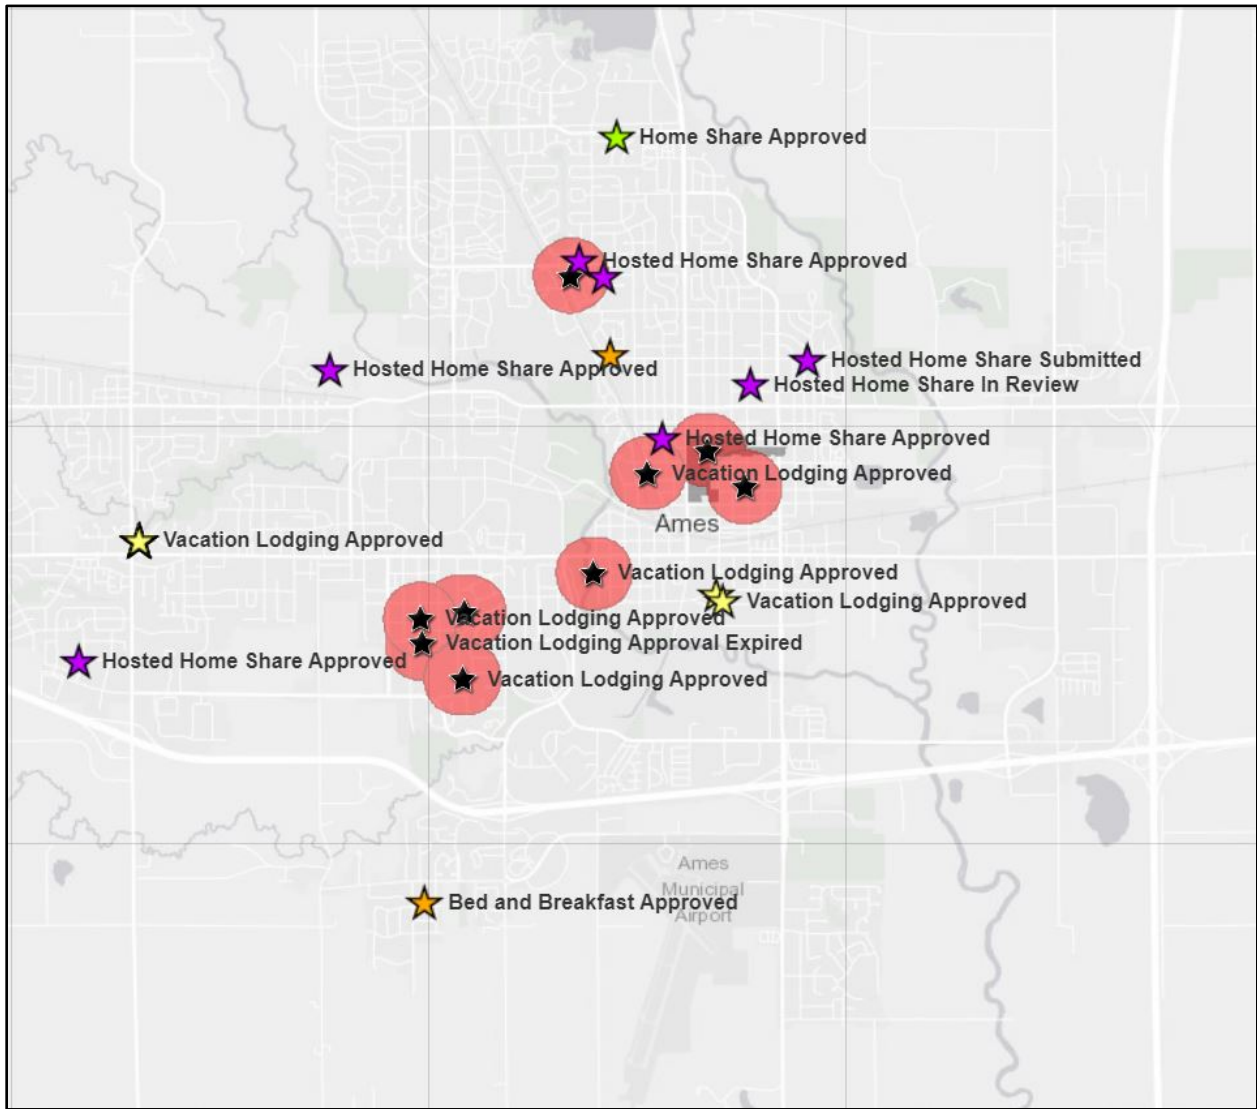 Home Share Approved
Hosted Home Share Approved
Hosted Home Share Submitted
Hosted Home Share Approved
Hosted Home Share In Review
Hosted Home Share Approved
Vacation Lodging Approved
Ames
Vacation Lodging Approved
Vacation Lodging Approved
Vacation Lodging Approved
Vacation Lodging Approved
Vacation Lodging Approval Expired
Hosted Home Share Approved
Vacation Lodging Approved
Ames
Municipal
Airport
Bed and Breakfast Approved